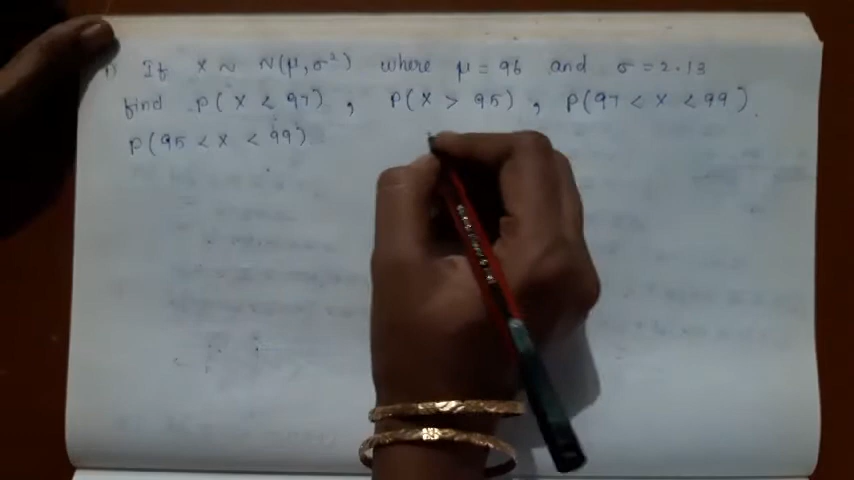 1) If X ~ N(μ, σ²) where μ = 96 and σ = 2.13
find P(X < 97), P(X > 95), P(97 < X < 99).
P(95 < X < 99)